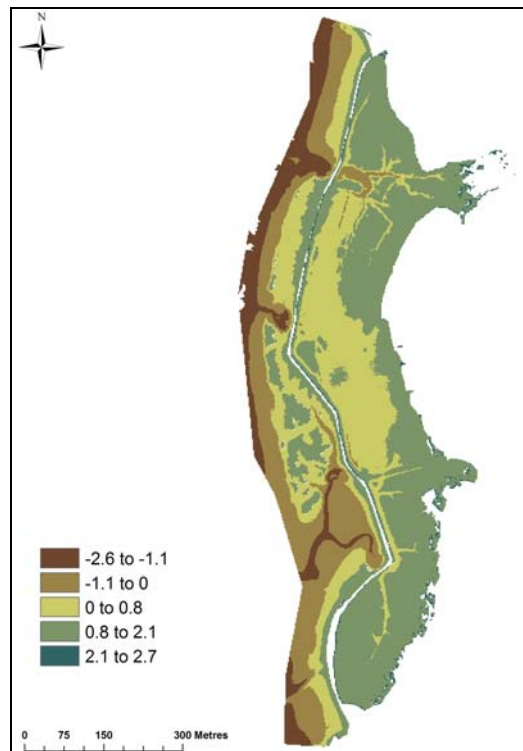 N
-2.6 to -1.1
-1.1 to 0
0 to 0.8
0.8 to 2.1
2.1 to 2.7
0 75 150 300 Metres